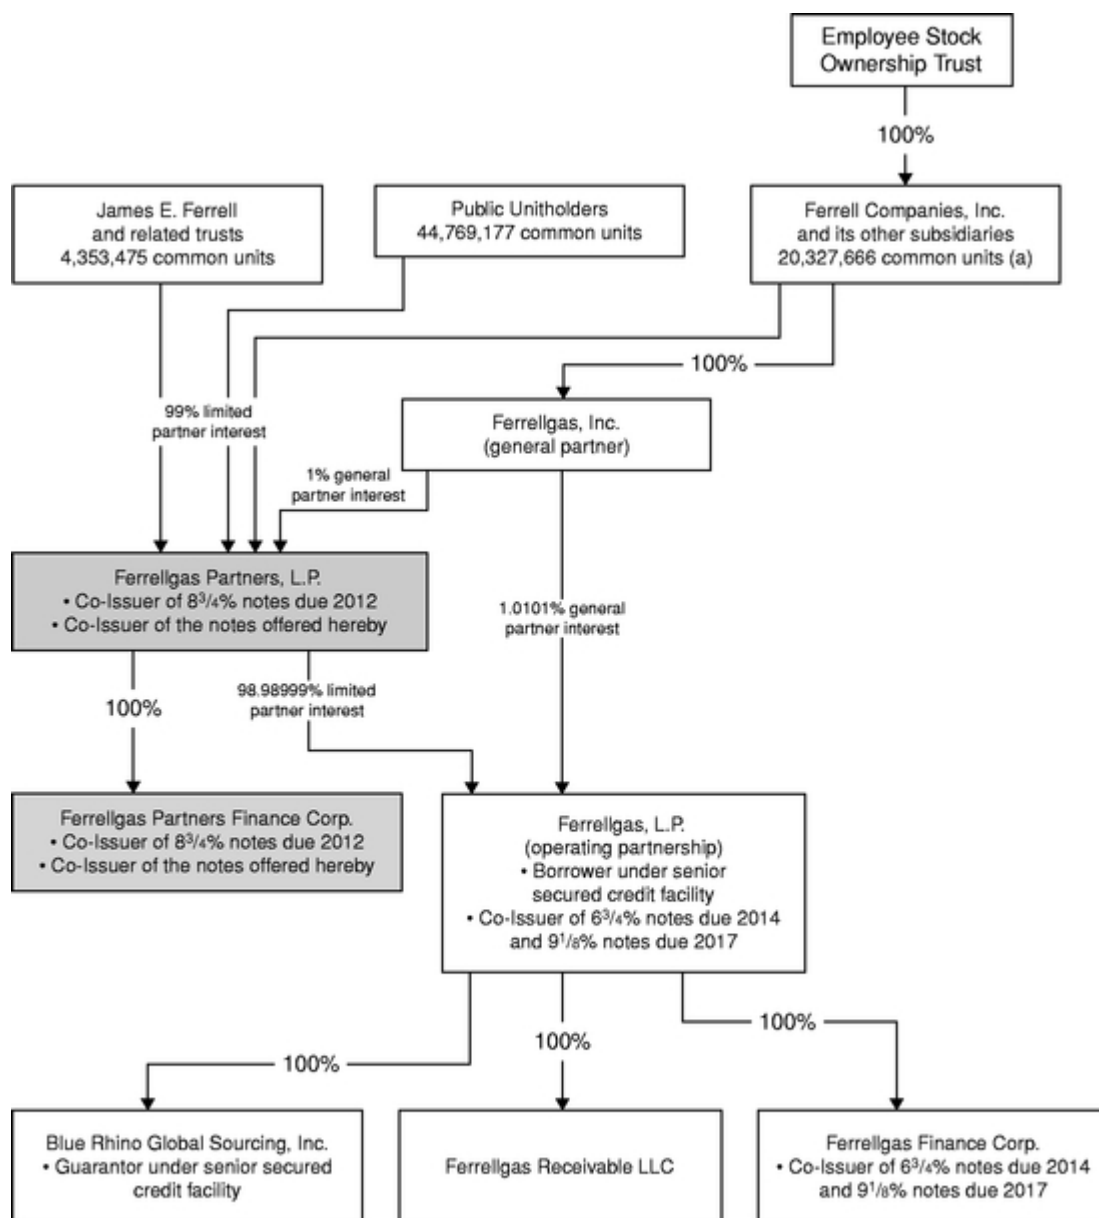 Employee Stock
Ownership Trust
100%
James E. Ferrell
and related trusts
4,353,475 common units
Public Unitholders
44,769,177 common units
Ferrell Companies, Inc.
and its other subsidiaries
20,327,666 common units (a)
100%
99% limited
partner interest
Ferrellgas, Inc.
(general partner)
1% general
partner interest
Ferrellgas Partners, L.P.
• Co-Issuer of 8³/₄% notes due 2012
• Co-Issuer of the notes offered hereby
1.0101% general
partner interest
100%
98.98999% limited
partner interest
Ferrellgas Partners Finance Corp.
• Co-Issuer of 8³/₄% notes due 2012
• Co-Issuer of the notes offered hereby
Ferrellgas, L.P.
(operating partnership)
• Borrower under senior
secured credit facility
• Co-Issuer of 6³/₄% notes due 2014
and 9¹/₈% notes due 2017
100%
100%
100%
Blue Rhino Global Sourcing, Inc.
• Guarantor under senior secured
credit facility
Ferrellgas Receivable LLC
Ferrellgas Finance Corp.
• Co-Issuer of 6³/₄% notes due 2014
and 9¹/₈% notes due 2017